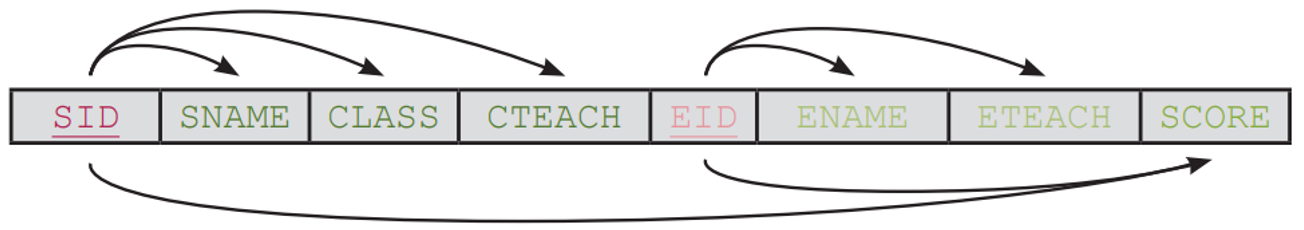 SID SNAME CLASS CTEACH EID ENAME ETEACH SCORE